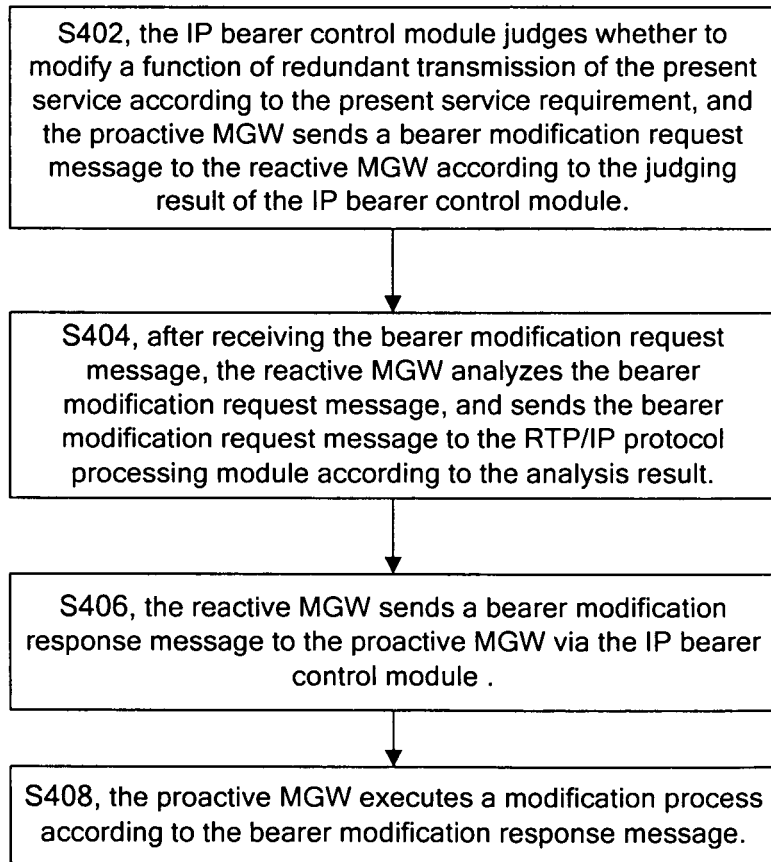 S402, the IP bearer control module judges whether to
modify a function of redundant transmission of the present
service according to the present service requirement, and
the proactive MGW sends a bearer modification request
message to the reactive MGW according to the judging
result of the IP bearer control module.
S404, after receiving the bearer modification request
message, the reactive MGW analyzes the bearer
modification request message, and sends the bearer
modification request message to the RTP/IP protocol
processing module according to the analysis result.
S406, the reactive MGW sends a bearer modification
response message to the proactive MGW via the IP bearer
control module .
S408, the proactive MGW executes a modification process
according to the bearer modification response message.